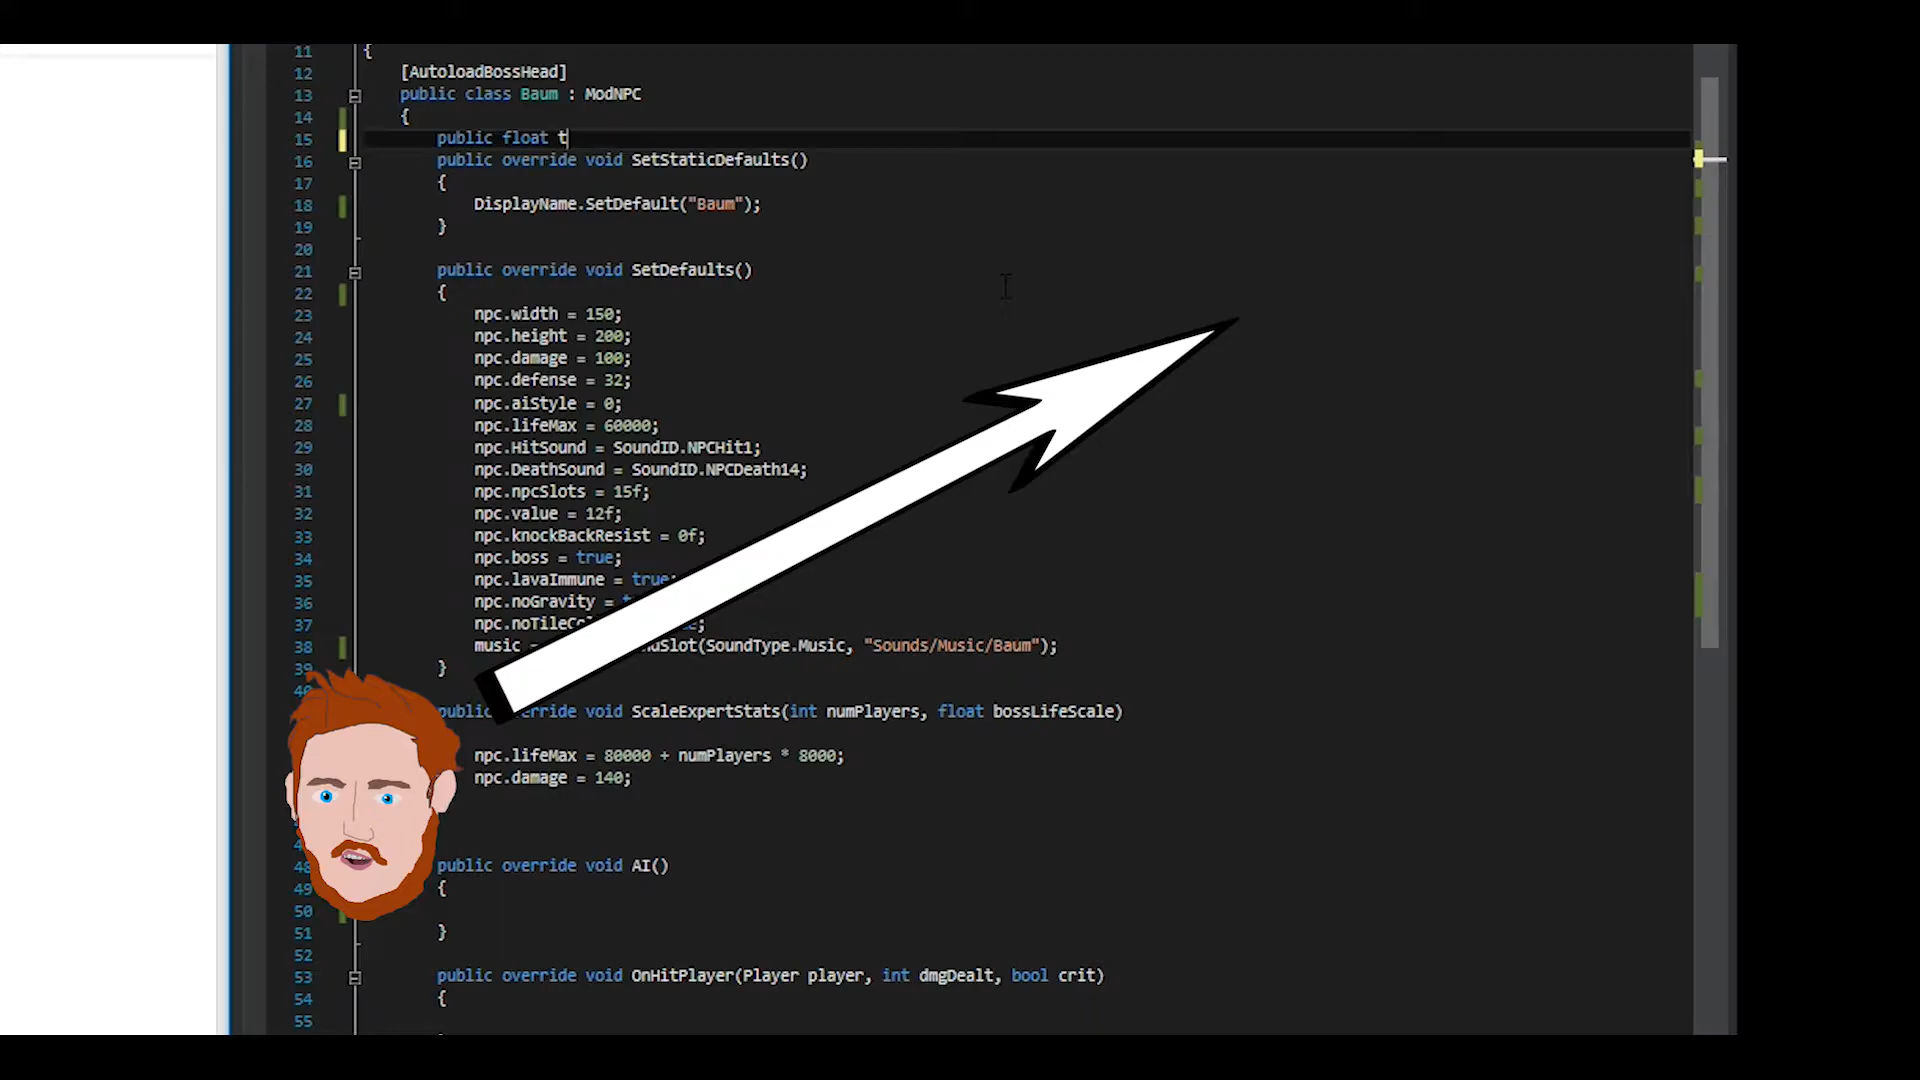 11 {
12 [AutoloadBossHead]
13 public class Baum : ModNPC
14 {
15 public float t
16 public override void SetStaticDefaults()
17 {
18 DisplayName.SetDefault("Baum");
19 }
20
21 public override void SetDefaults()
22 {
23 npc.width = 150;
24 npc.height = 200;
25 npc.damage = 100;
26 npc.defense = 32;
27 npc.aiStyle = 0;
28 npc.lifeMax = 60000;
29 npc.HitSound = SoundID.NPCHit1;
30 npc.DeathSound = SoundID.NPCDeath14;
31 npc.npcSlots = 15f;
32 npc.value = 12f;
33 npc.knockBackResist = 0f;
34 npc.boss = true;
35 npc.lavaImmune = true;
36 npc.noGravity =
37 ;
38 music = (SoundType.Music, "Sounds/Music/Baum");
39 }
public override void ScaleExpertStats(int numPlayers, float bossLifeScale)
npc.lifeMax = 80000 + numPlayers * 8000;
npc.damage = 140;
48 public override void AI()
49 {
50
51 }
52
53 public override void OnHitPlayer(Player player, int dmgDealt, bool crit)
54 {
55